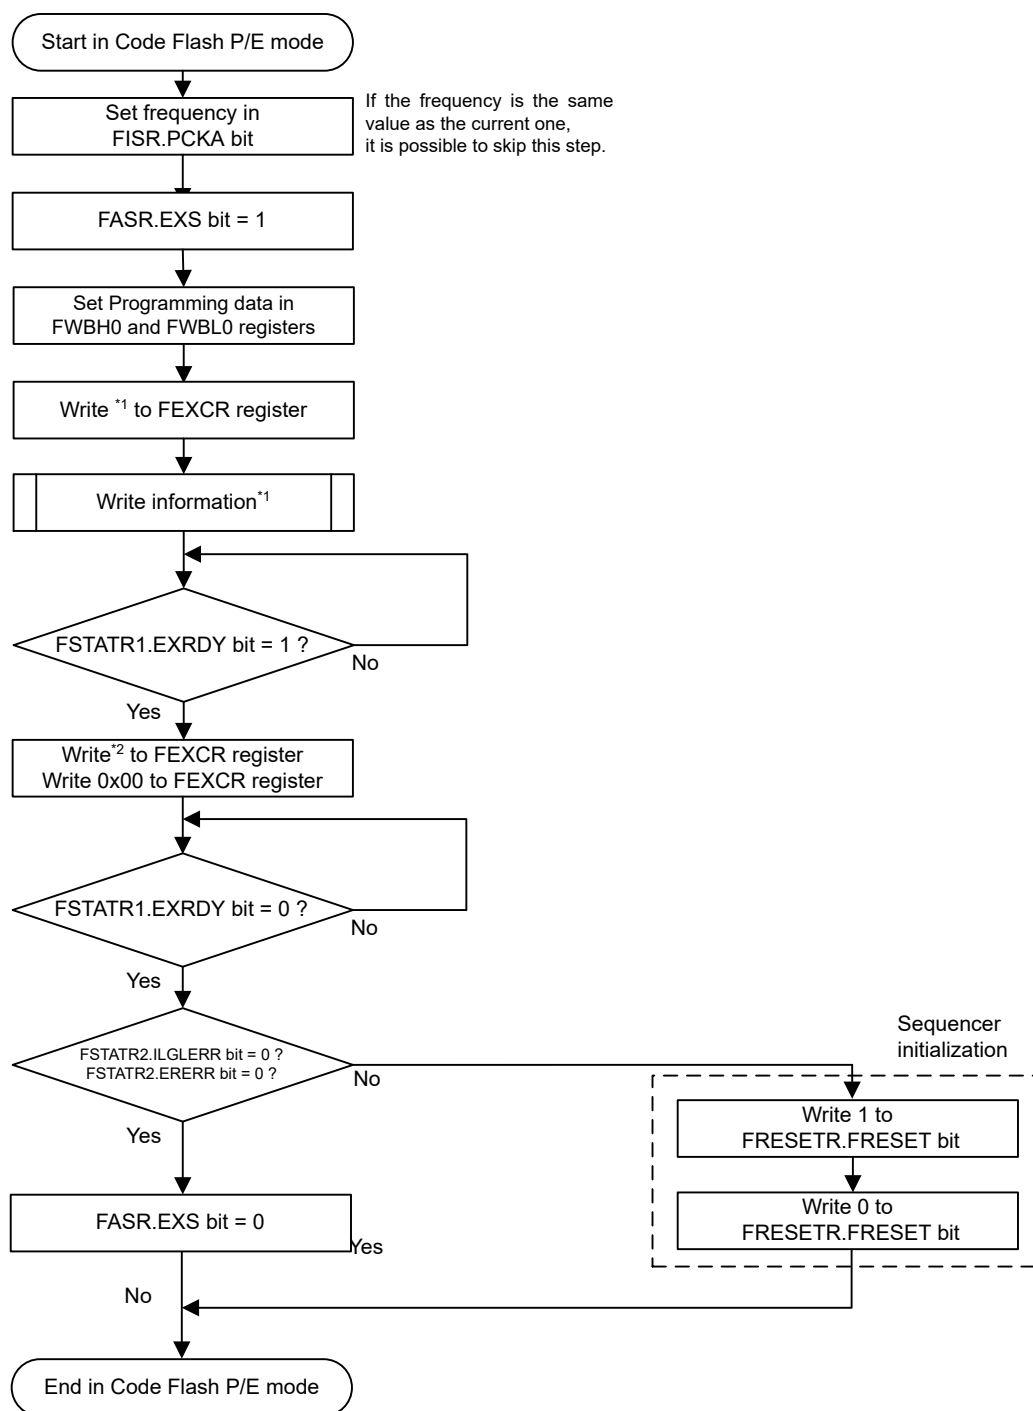 Start in Code Flash P/E mode
Set frequency in
FISR.PCKA bit
If the frequency is the same
value as the current one,
it is possible to skip this step.
FASR.EXS bit = 1
Set Programming data in
FWBH0 and FWBL0 registers
Write *1 to FEXCR register
Write information*1
FSTATR1.EXRDY bit = 1 ?
No
Yes
Write*2 to FEXCR register
Write 0x00 to FEXCR register
FSTATR1.EXRDY bit = 0 ?
No
Yes
FSTATR2.ILGLERR bit = 0 ?
FSTATR2.ERERR bit = 0 ?
No
Yes
Sequencer
initialization
Write 1 to
FRESETR.FRESET bit
Write 0 to
FRESETR.FRESET bit
FASR.EXS bit = 0
Yes
No
End in Code Flash P/E mode